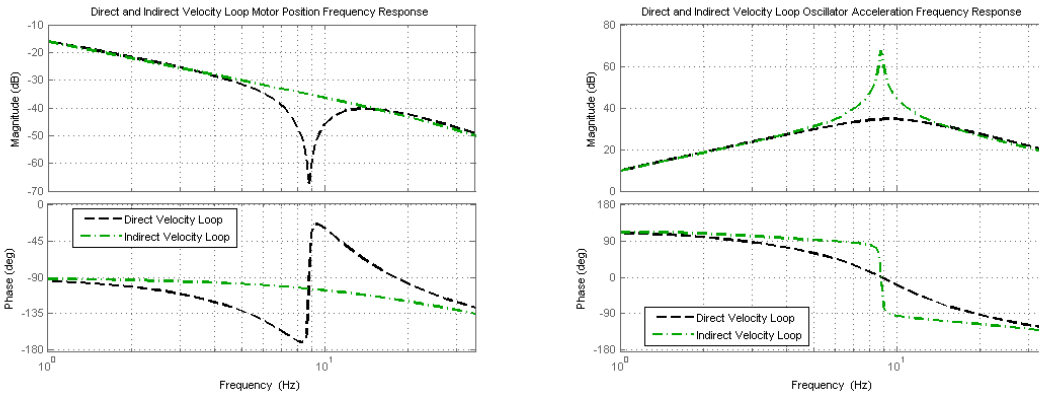 Direct and Indirect Velocity Loop Motor Position Frequency Response
-10
-20
-30
-40
-50
-60
-70
Magnitude (dB)
0
-45
-90
-135
-180
Phase (deg)
Direct Velocity Loop
Indirect Velocity Loop
10^0
10^1
Frequency (Hz)
Direct and Indirect Velocity Loop Oscillator Acceleration Frequency Response
80
60
40
20
0
Magnitude (dB)
180
90
0
-90
-180
Phase (deg)
Direct Velocity Loop
Indirect Velocity Loop
10^0
10^1
Frequency (Hz)